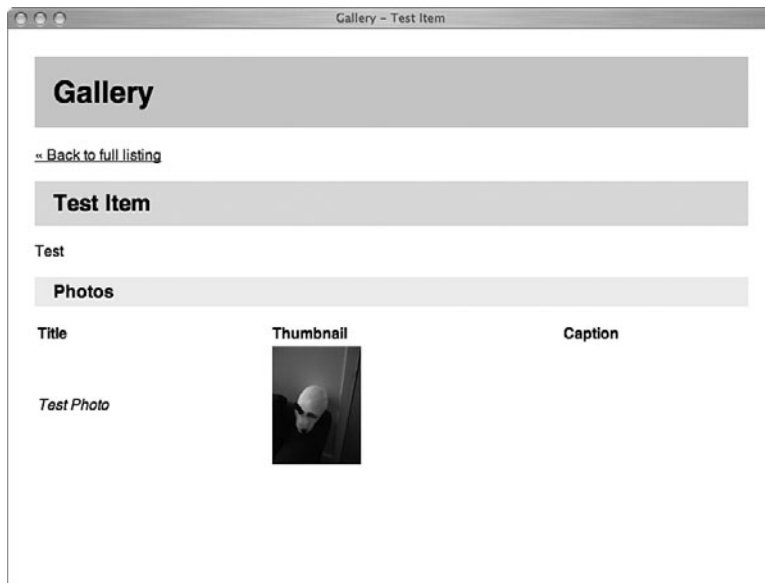 Gallery – Test Item
Gallery
« Back to full listing
Test Item
Test
Photos
Title Thumbnail Caption
Test Photo